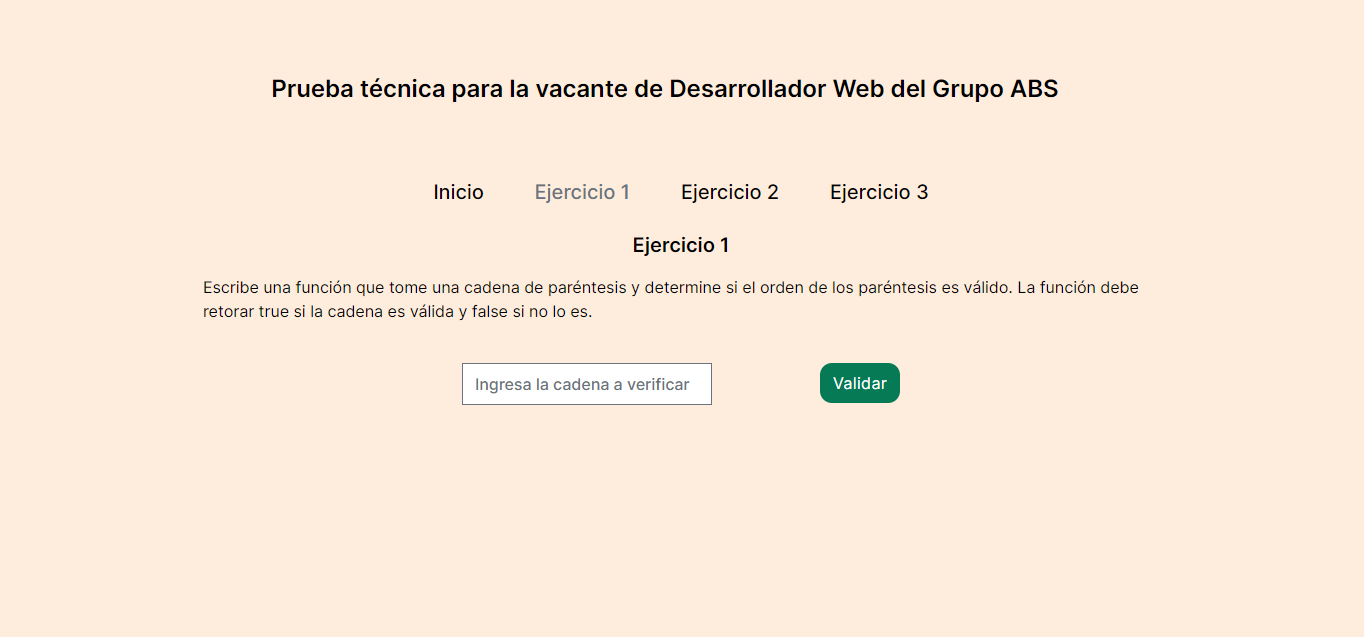 Prueba técnica para la vacante de Desarrollador Web del Grupo ABS
Inicio Ejercicio 1 Ejercicio 2 Ejercicio 3
Ejercicio 1
Escribe una función que tome una cadena de paréntesis y determine si el orden de los paréntesis es válido. La función debe
retorar true si la cadena es válida y false si no lo es.
Ingresa la cadena a verificar Validar